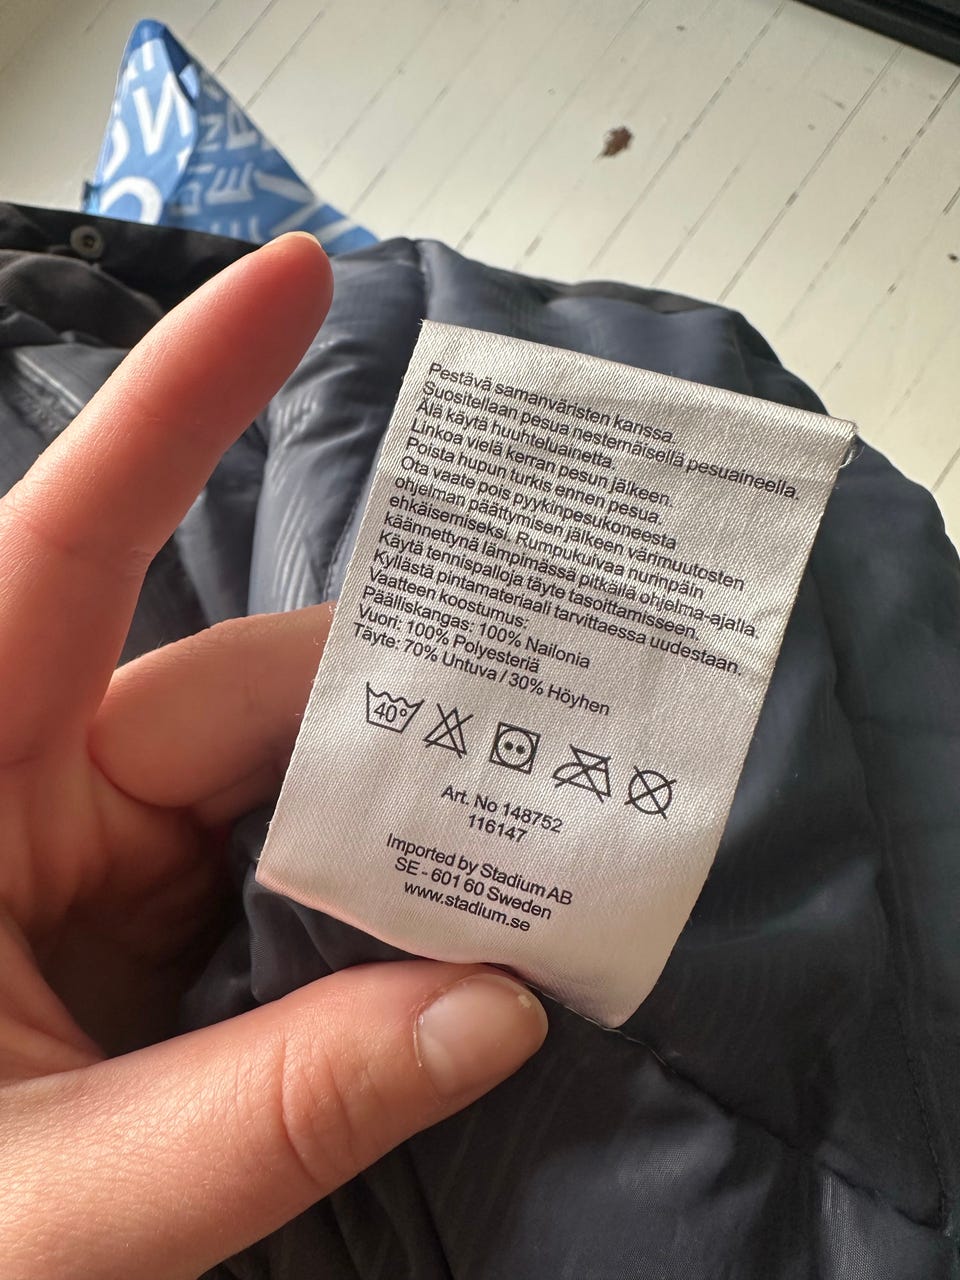 Pestävä samanväristen kanssa.
Suositellaan pesua nestemäisellä pesuaineella.
Älä käytä huuhteluainetta.
Linkoa vielä kerran pesun jälkeen.
Poista hupun turkis ennen pesua.
Ota vaate pois pyykinpesukoneesta
ohjelman päättymisen jälkeen värimuutosten
ehkäisemiseksi. Rumpukuivaa nurinpäin
käännettynä lämpimässä pitkällä ohjelma-ajalla.
Käytä tennispalloja täyte tasoittamisseen.
Kyllästä pintamateriaali tarvittaessa uudestaan.
Vaatteen koostumus:
Päälliskangas: 100% Nailonia
Vuori: 100% Polyesteriä
Täyte: 70% Untuva / 30% Höyhen
40°
Art. No 148752
116147
Imported by Stadium AB
SE - 601 60 Sweden
www.stadium.se